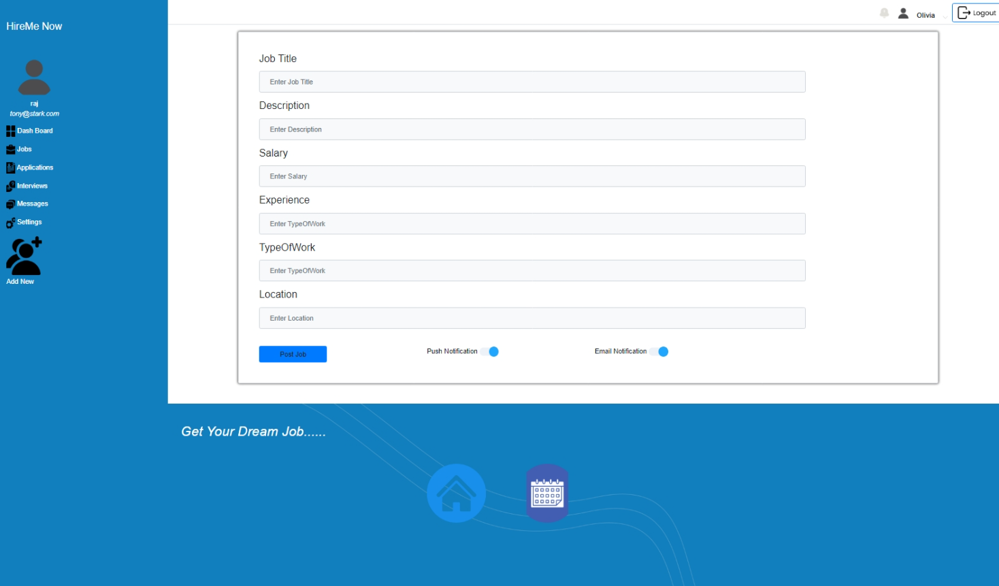 HireMe Now
Olivia
Logout
raj
tony@stark.com
Dash Board
Jobs
Applications
Interviews
Messages
Settings
Add New
Job Title
Enter Job Title
Description
Enter Description
Salary
Enter Salary
Experience
Enter TypeOfWork
TypeOfWork
Enter TypeOfWork
Location
Enter Location
Post Job
Push Notification
Email Notification
Get Your Dream Job......